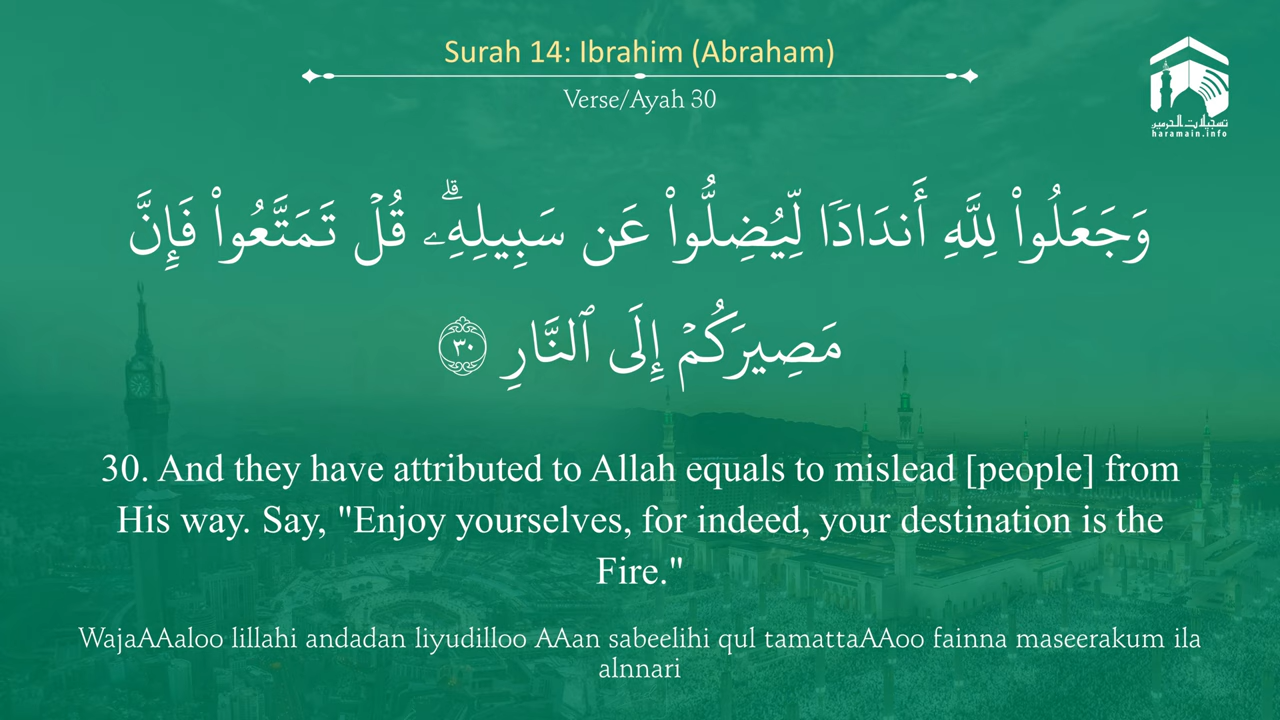 Surah 14: Ibrahim (Abraham)
Verse/Ayah 30
تسجيلات الحرمين
haramain.info
وَجَعَلُوا۟ لِلَّهِ أَندَادًۭا لِّيُضِلُّوا۟ عَن سَبِيلِهِۦ ۗ قُلْ تَمَتَّعُوا۟ فَإِنَّ
مَصِيرَكُمْ إِلَى ٱلنَّارِ ٣٠
30. And they have attributed to Allah equals to mislead [people] from
His way. Say, "Enjoy yourselves, for indeed, your destination is the
Fire."
WajaAAaloo lillahi andadan liyudilloo AAan sabeelihi qul tamattaAAoo fainna maseerakum ila
alnnari